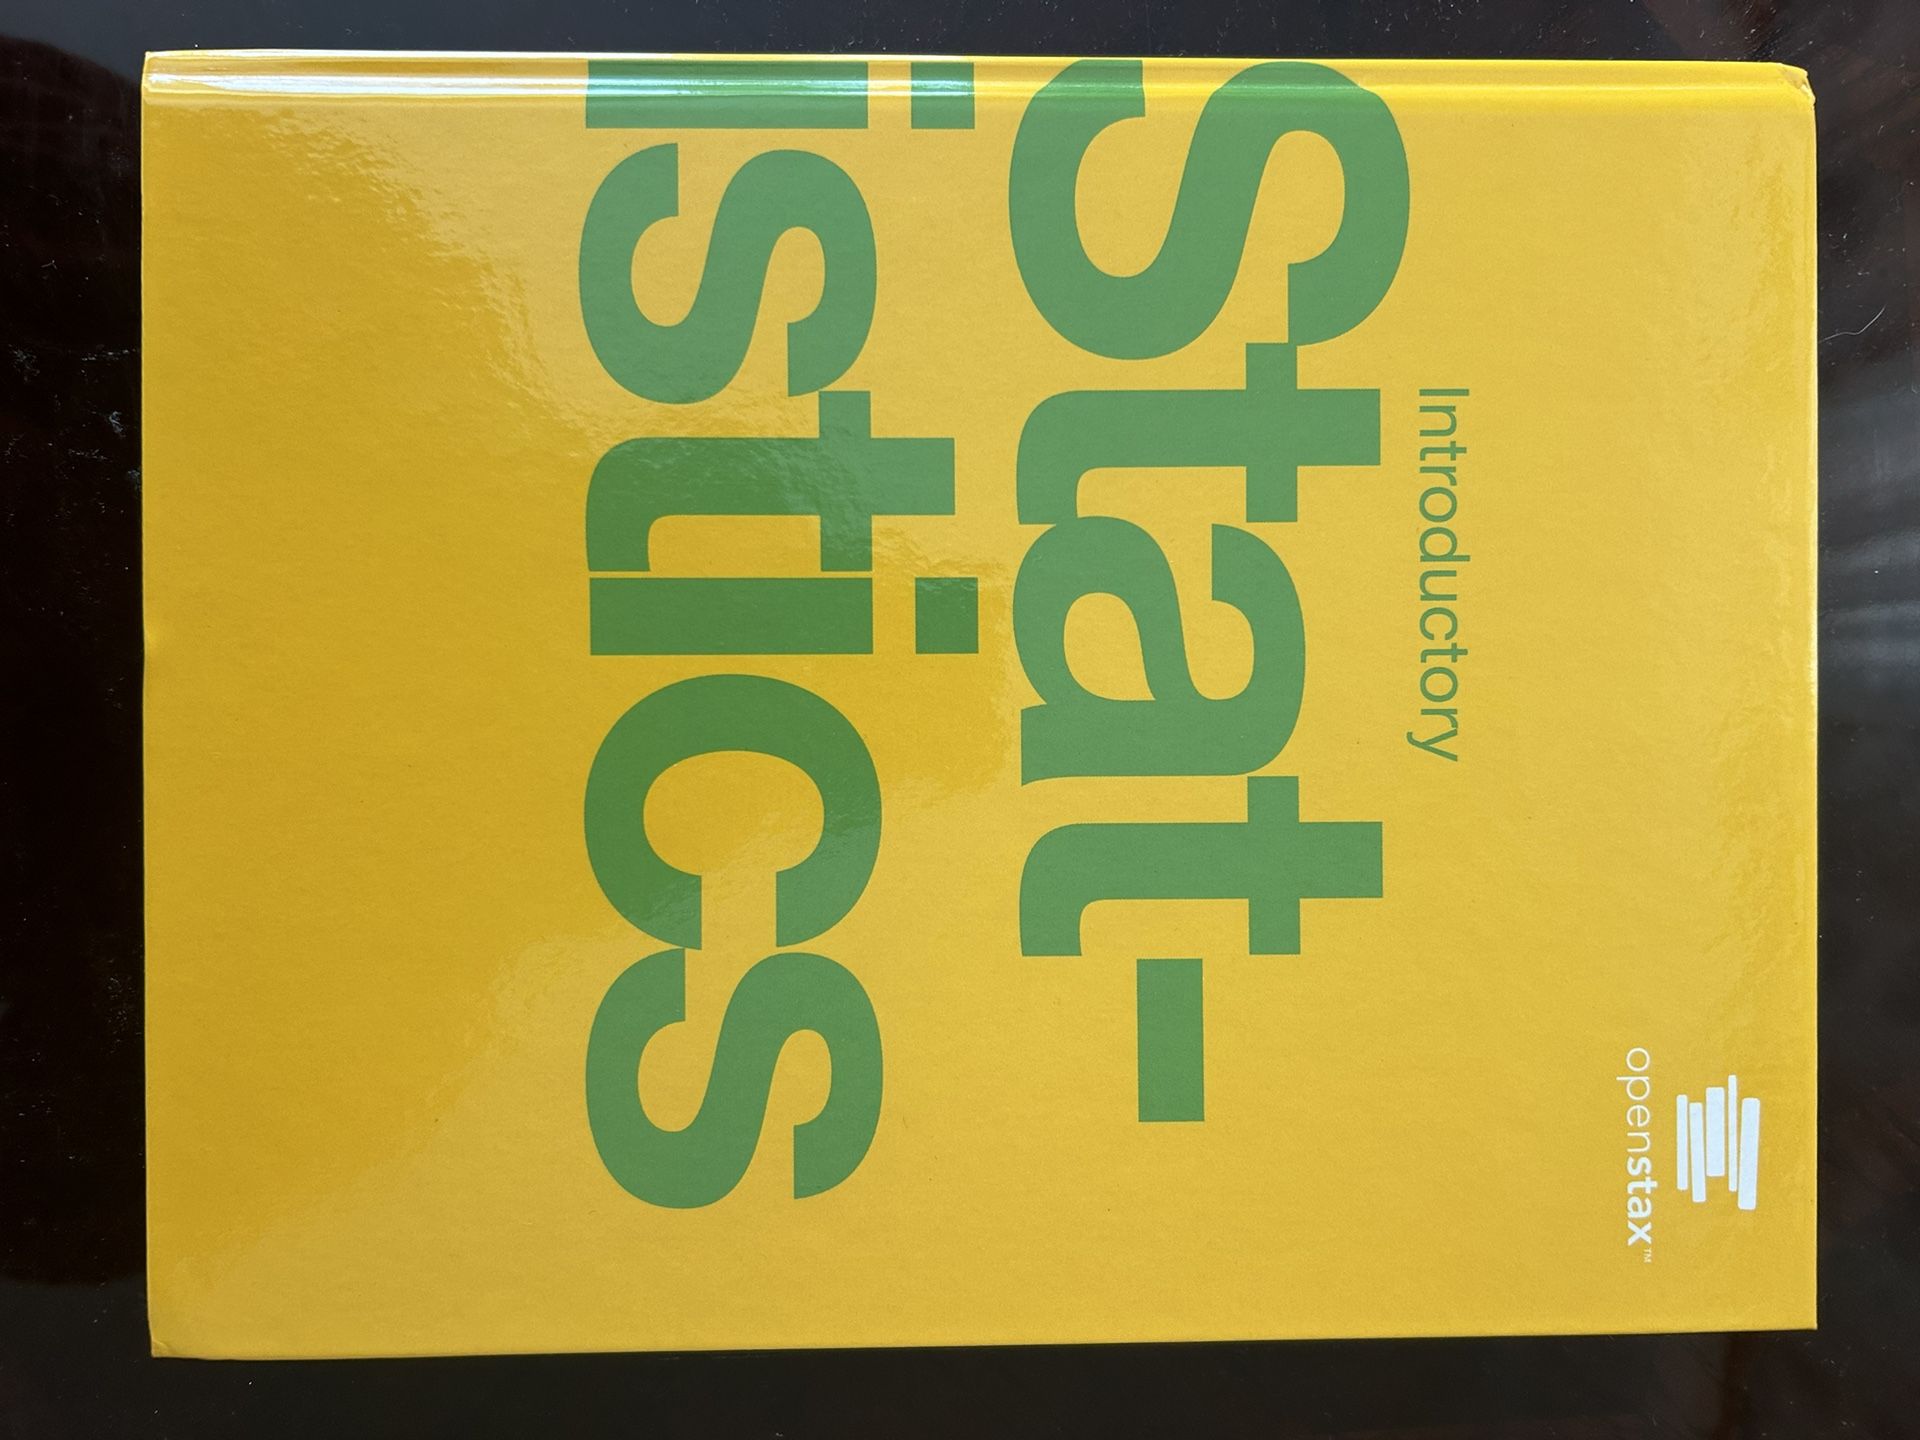 openstax™
Introductory
Stat-
istics